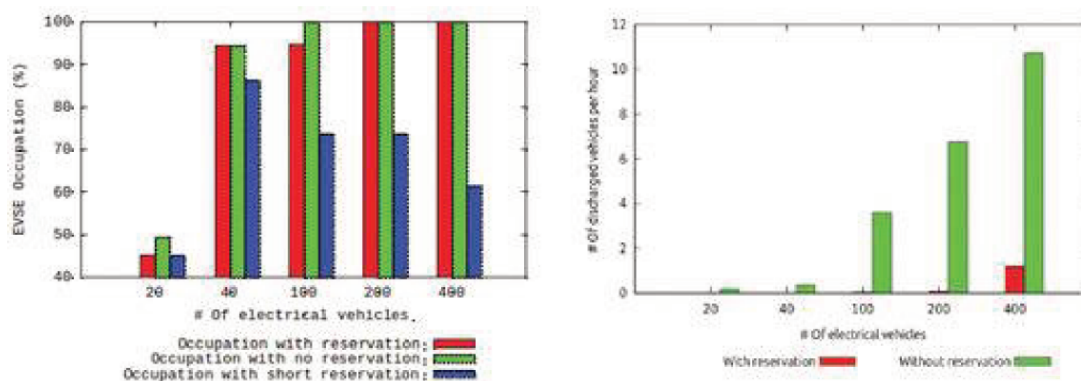 100
90
80
70
60
50
40
EVSE Occupation (%)
20 40 100 200 400
# Of electrical vehicles.
Occupation with reservation:
Occupation with no reservation:
Occupation with short reservation:
12
10
8
6
4
2
0
# Of discharged vehicles per hour
20 40 100 200 400
# Of electrical vehicles
With reservation Without reservation